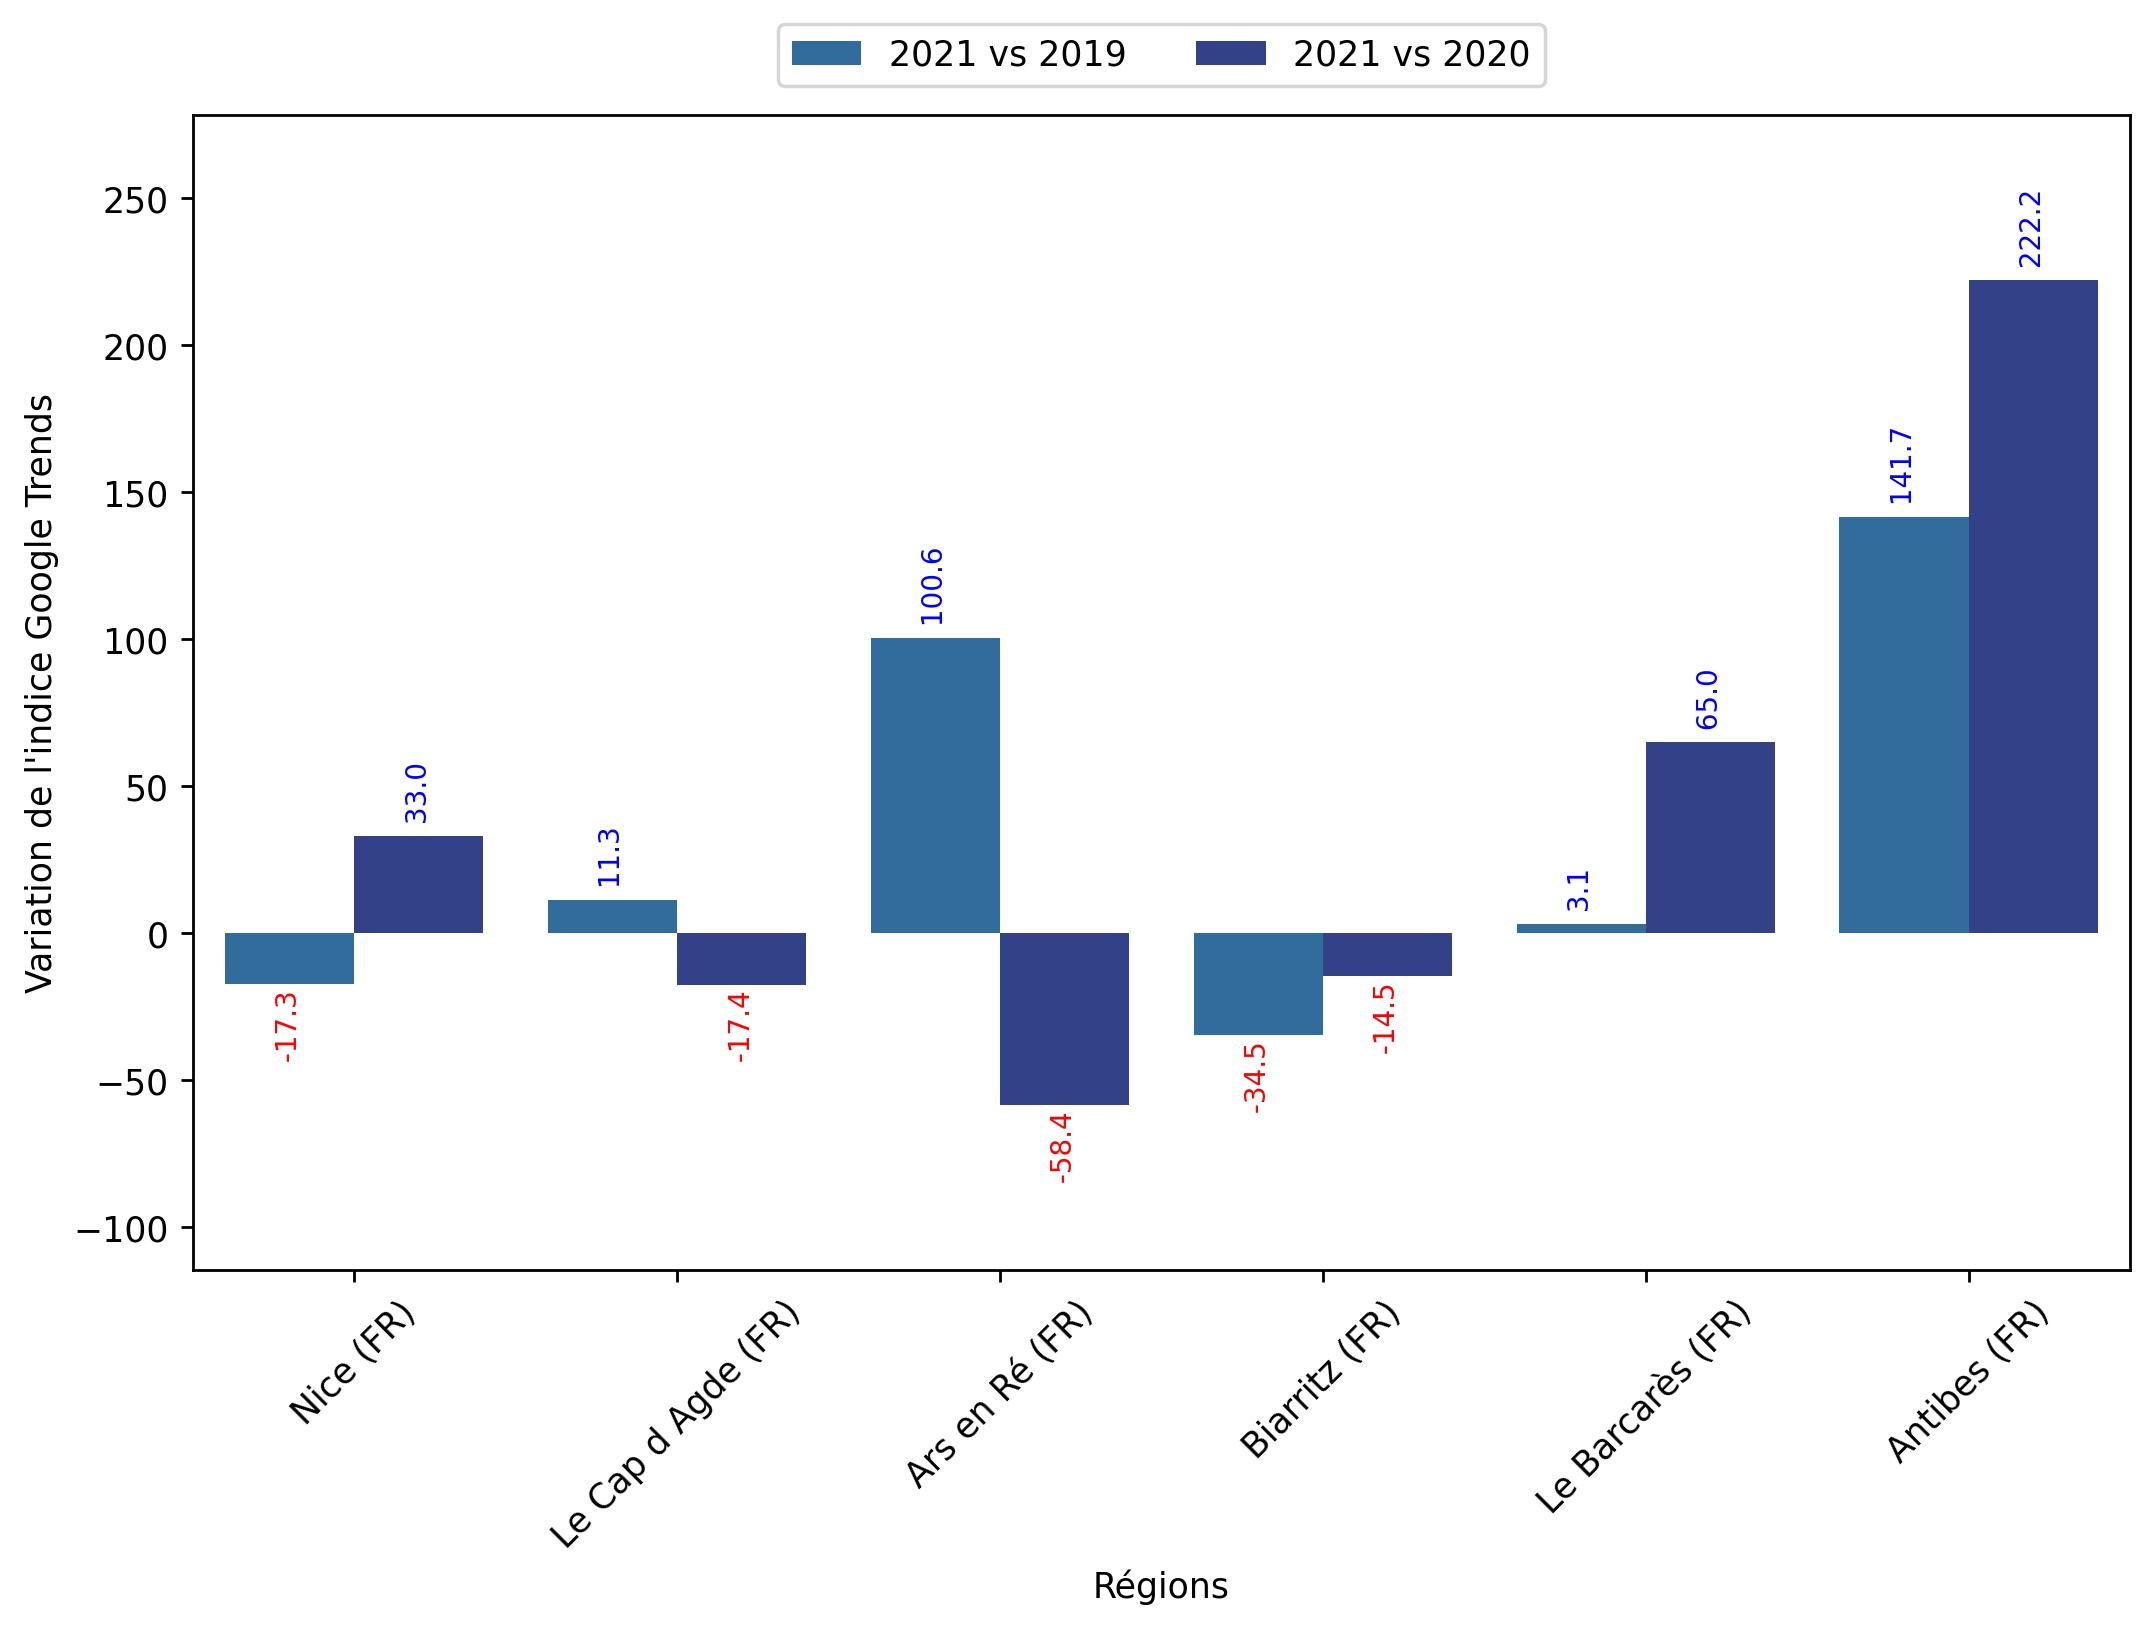 2021 vs 2019
2021 vs 2020
Variation de l'indice Google Trends
250
200
150
100
50
0
−50
−100
-17.3
33.0
11.3
-17.4
100.6
-58.4
-34.5
-14.5
3.1
65.0
141.7
222.2
Nice (FR)
Le Cap d Agde (FR)
Ars en Ré (FR)
Biarritz (FR)
Le Barcarès (FR)
Antibes (FR)
Régions